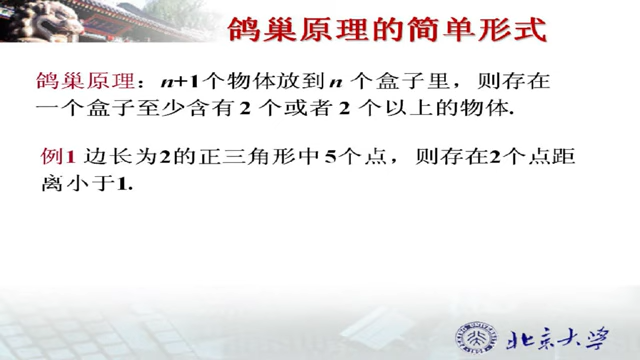 鸽巢原理的简单形式
鸽巢原理：n+1个物体放到 n 个盒子里，则存在
一个盒子至少含有 2 个或者 2 个以上的物体.
例1 边长为2的正三角形中 5个点，则存在2个点距
离小于1.
北京大学